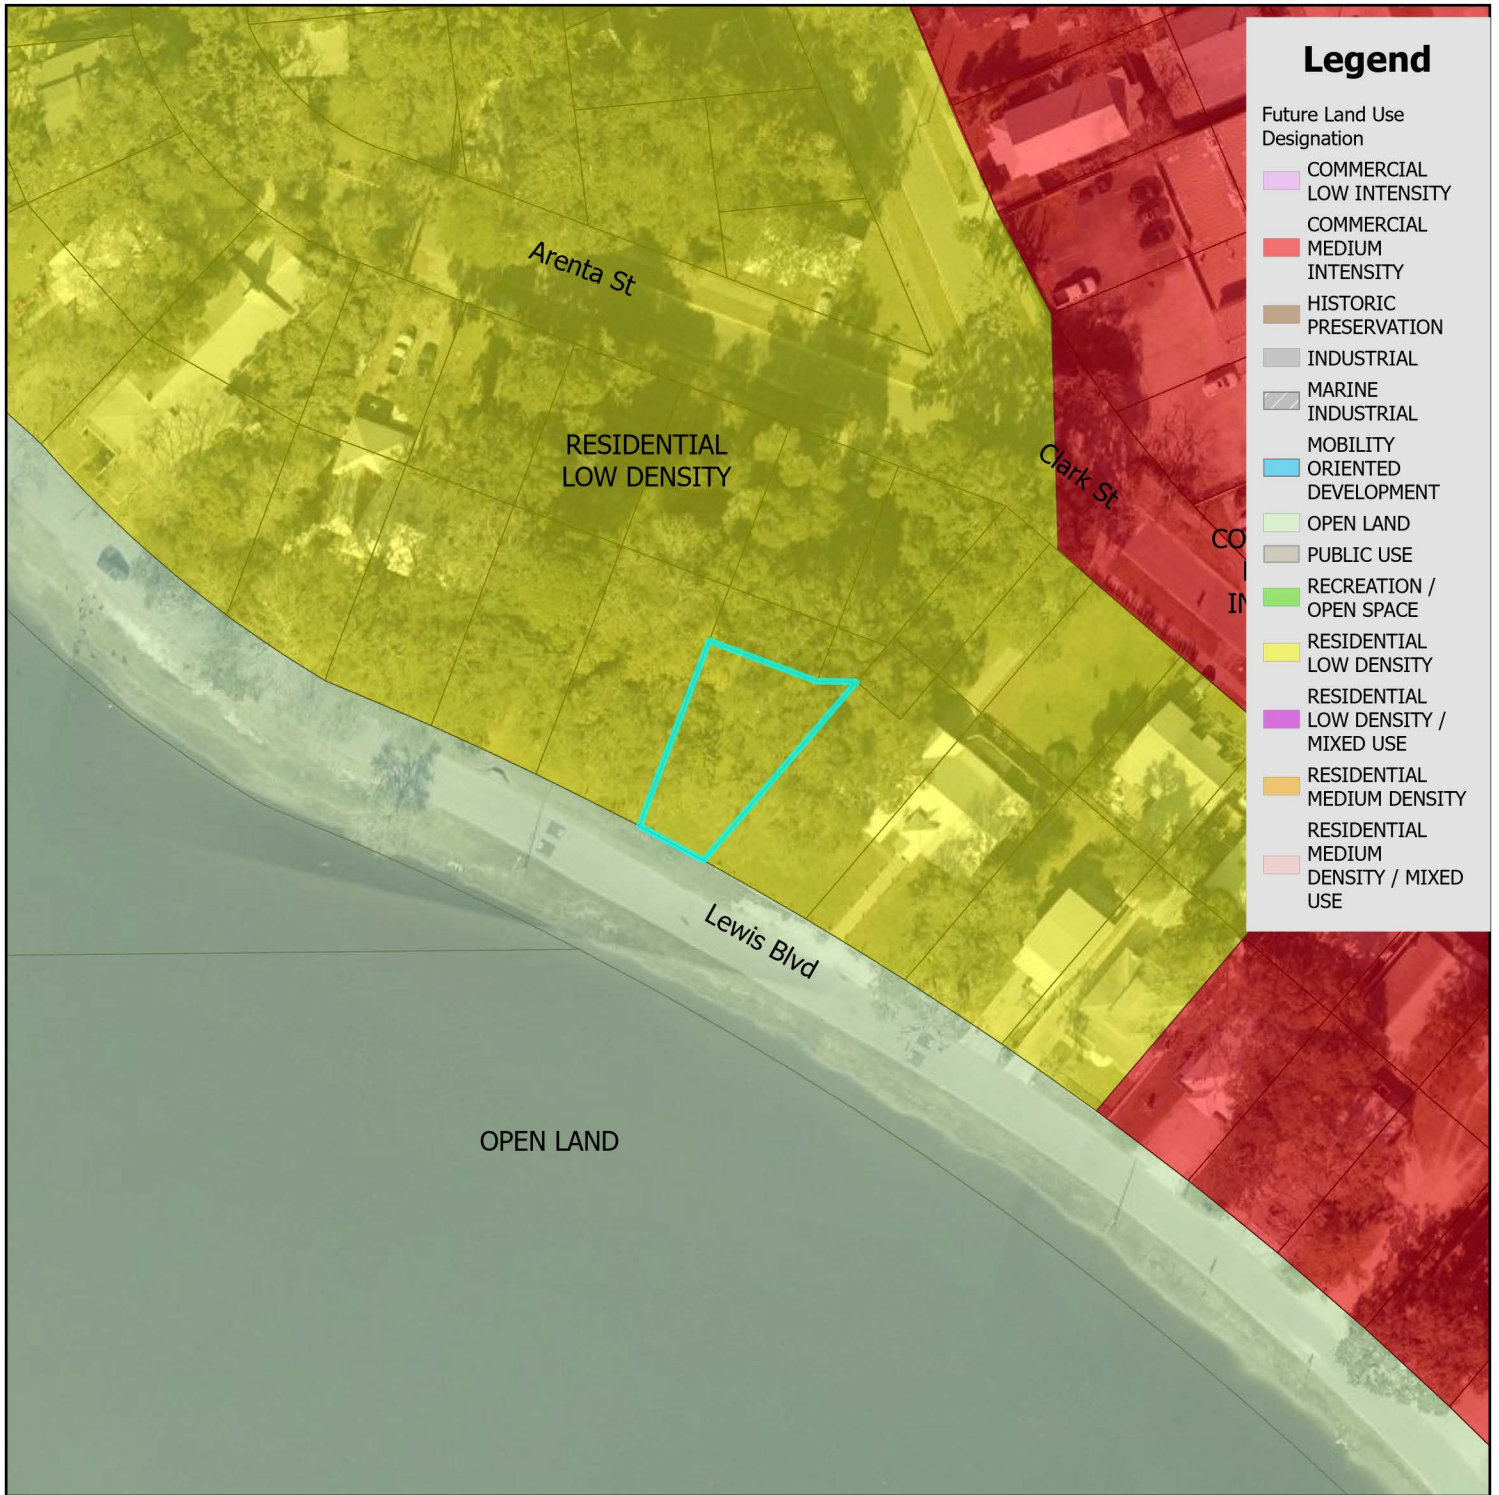 Legend
Future Land Use
Designation
COMMERCIAL
LOW INTENSITY
COMMERCIAL
MEDIUM
INTENSITY
HISTORIC
PRESERVATION
INDUSTRIAL
MARINE
INDUSTRIAL
MOBILITY
ORIENTED
DEVELOPMENT
OPEN LAND
PUBLIC USE
RECREATION /
OPEN SPACE
RESIDENTIAL
LOW DENSITY
RESIDENTIAL
LOW DENSITY /
MIXED USE
RESIDENTIAL
MEDIUM DENSITY
RESIDENTIAL
MEDIUM
DENSITY / MIXED
USE
Arenta St
RESIDENTIAL
LOW DENSITY
Clark St
CO
IN
Lewis Blvd
OPEN LAND